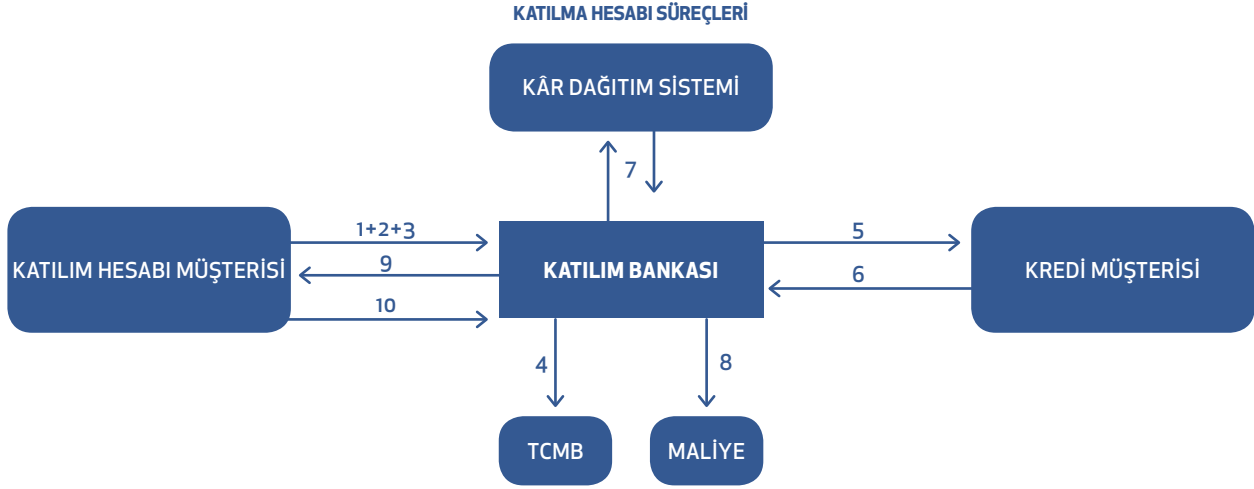 KATILMA HESABI SÜREÇLERİ
KÂR DAĞITIM SİSTEMİ
7
KATILIM HESABI MÜŞTERİSİ
1+2+3
9
10
KATILIM BANKASI
5
6
KREDİ MÜŞTERİSİ
4
8
TCMB
MALİYE